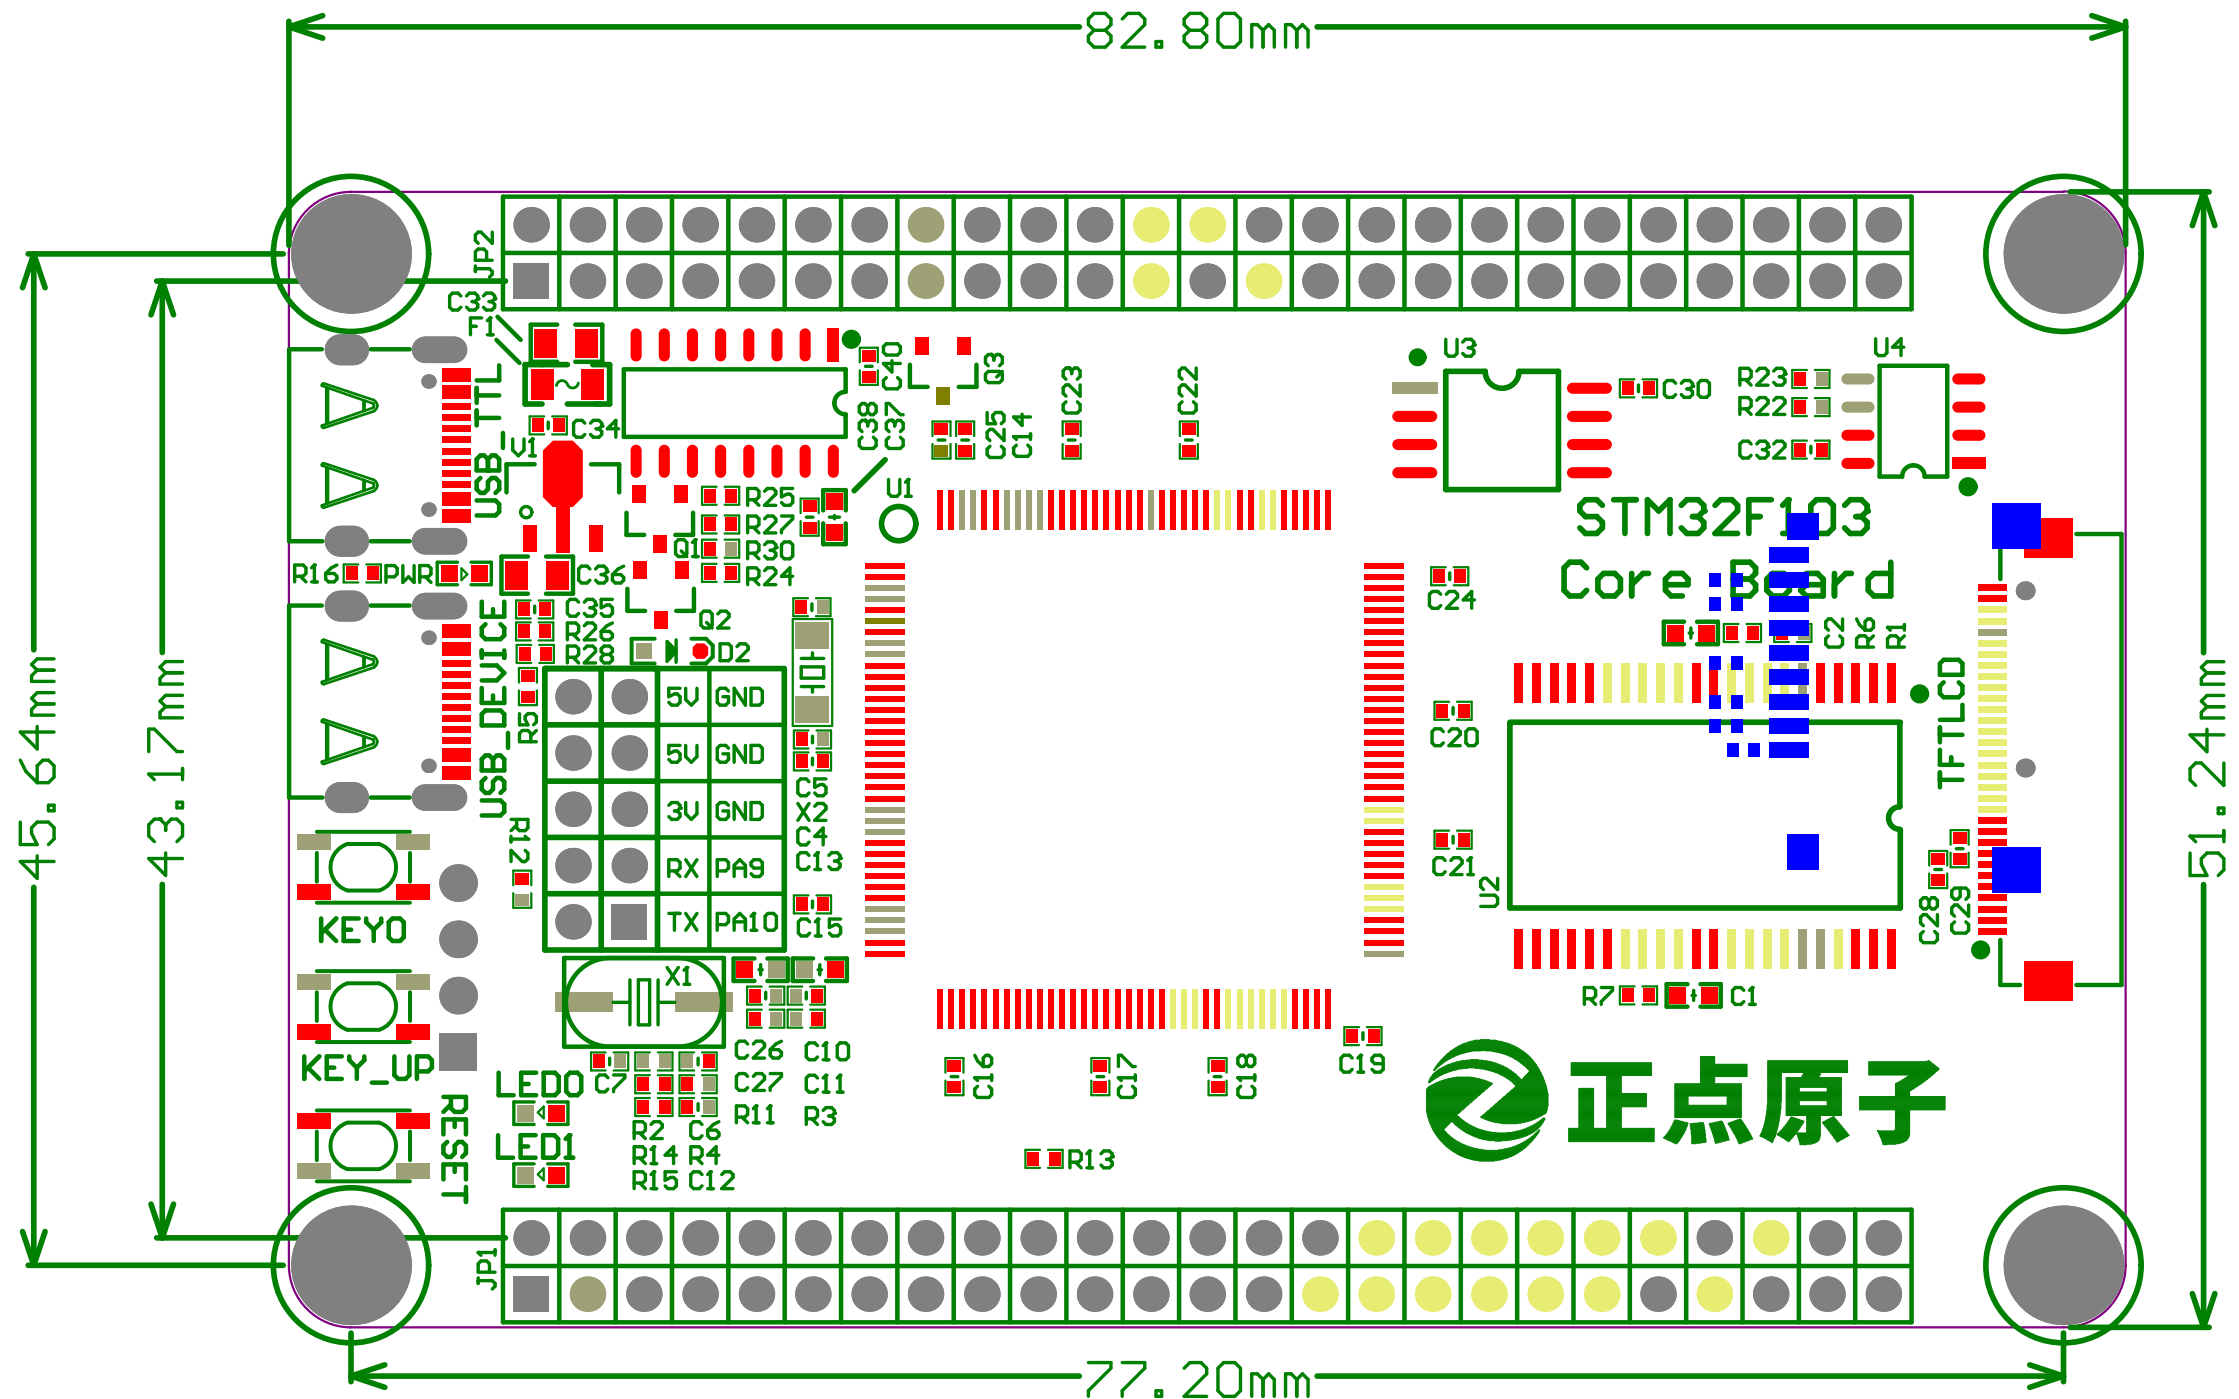 82.80mm
JP2
C33
F1
USB_TTL
C34
V1
C40
Q3
C38
C37
C25
C14
C23
C22
U3
C30
R23
R22
C32
U4
U1
R25
R27
R30
R24
Q1
Q2
R16
PWR
C36
C35
R26
R28
D2
R5
USB_DEVICE
STM32F103
Core Board
C24
C2
R6
R1
C20
C21
U2
TFTLCD
C28
C29
45.64mm
43.17mm
51.24mm
5V GND
5V GND
3V GND
RX PA9
TX PA10
C5
X2
C4
C13
C15
R12
KEY0
KEY_UP
RESET
X1
LED0
LED1
C7
C26
C27
R11
C10
C11
R3
R2
R14
R15
C6
R4
C12
C16
C17
C18
C19
R13
R7
C1
正点原子
JP1
77.20mm